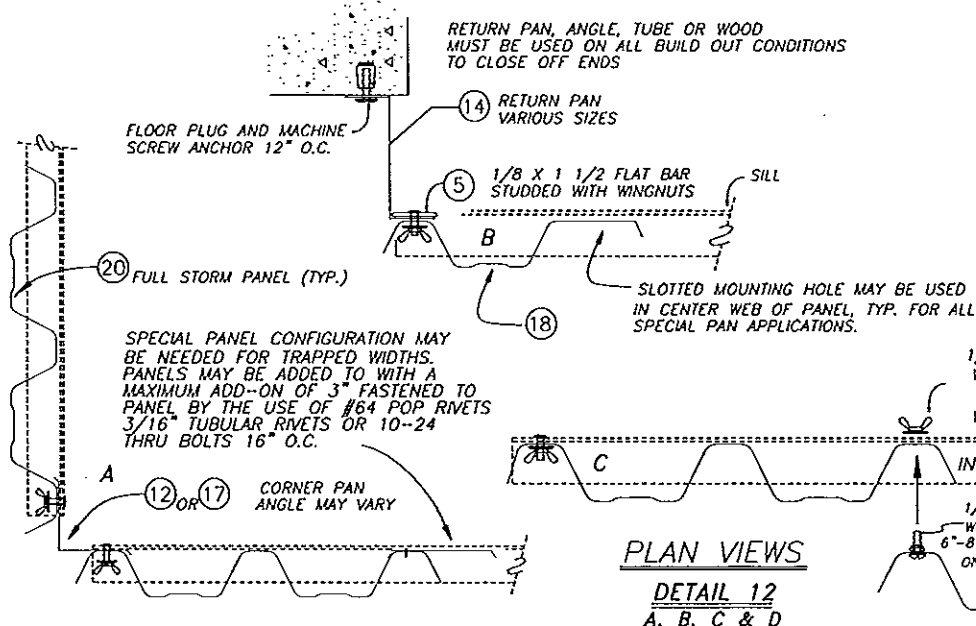 RETURN PAN, ANGLE, TUBE OR WOOD
MUST BE USED ON ALL BUILD OUT CONDITIONS
TO CLOSE OFF ENDS
14 RETURN PAN
VARIOUS SIZES
FLOOR PLUG AND MACHINE
SCREW ANCHOR 12" O.C.
5 1/8 X 1 1/2 FLAT BAR
STUDDED WITH WINGNUTS
SILL
B
20 FULL STORM PANEL (TYP.)
18
SLOTTED MOUNTING HOLE MAY BE USED
IN CENTER WEB OF PANEL, TYP. FOR ALL
SPECIAL PAN APPLICATIONS.
SPECIAL PANEL CONFIGURATION MAY
BE NEEDED FOR TRAPPED WIDTHS.
PANELS MAY BE ADDED TO WITH A
MAXIMUM ADD--ON OF 3" FASTENED TO
PANEL BY THE USE OF #64 POP RIVETS
3/16" TUBULAR RIVETS OR 10--24
THRU BOLTS 16" O.C.
A
12 OR 17 CORNER PAN
ANGLE MAY VARY
C
IN
6"-8
PLAN VIEWS
DETAIL 12
A, B, C & D